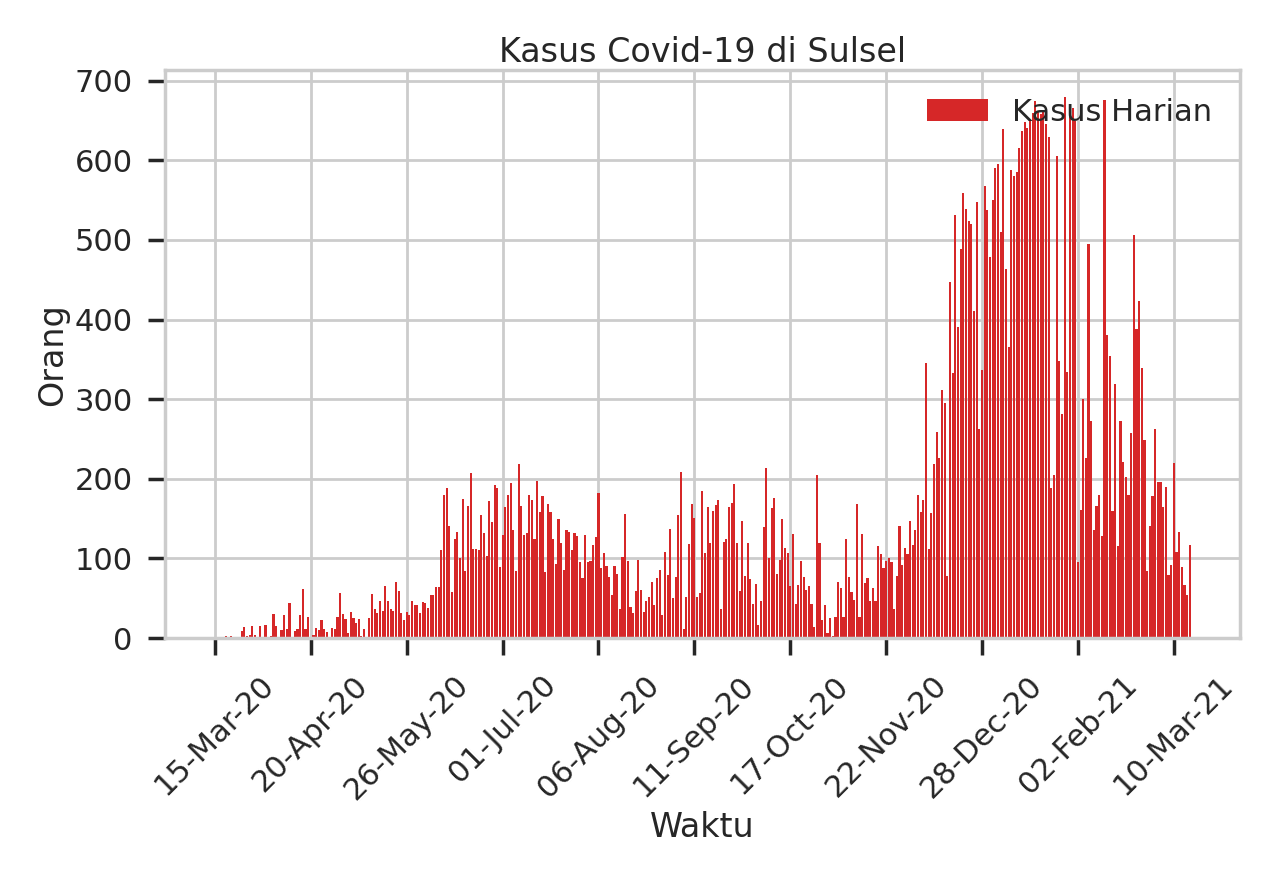 Kasus Covid-19 di Sulsel
Kasus Harian
700
600
500
400
300
200
100
0
Orang
15-Mar-20
20-Apr-20
26-May-20
01-Jul-20
06-Aug-20
11-Sep-20
17-Oct-20
22-Nov-20
28-Dec-20
02-Feb-21
10-Mar-21
Waktu